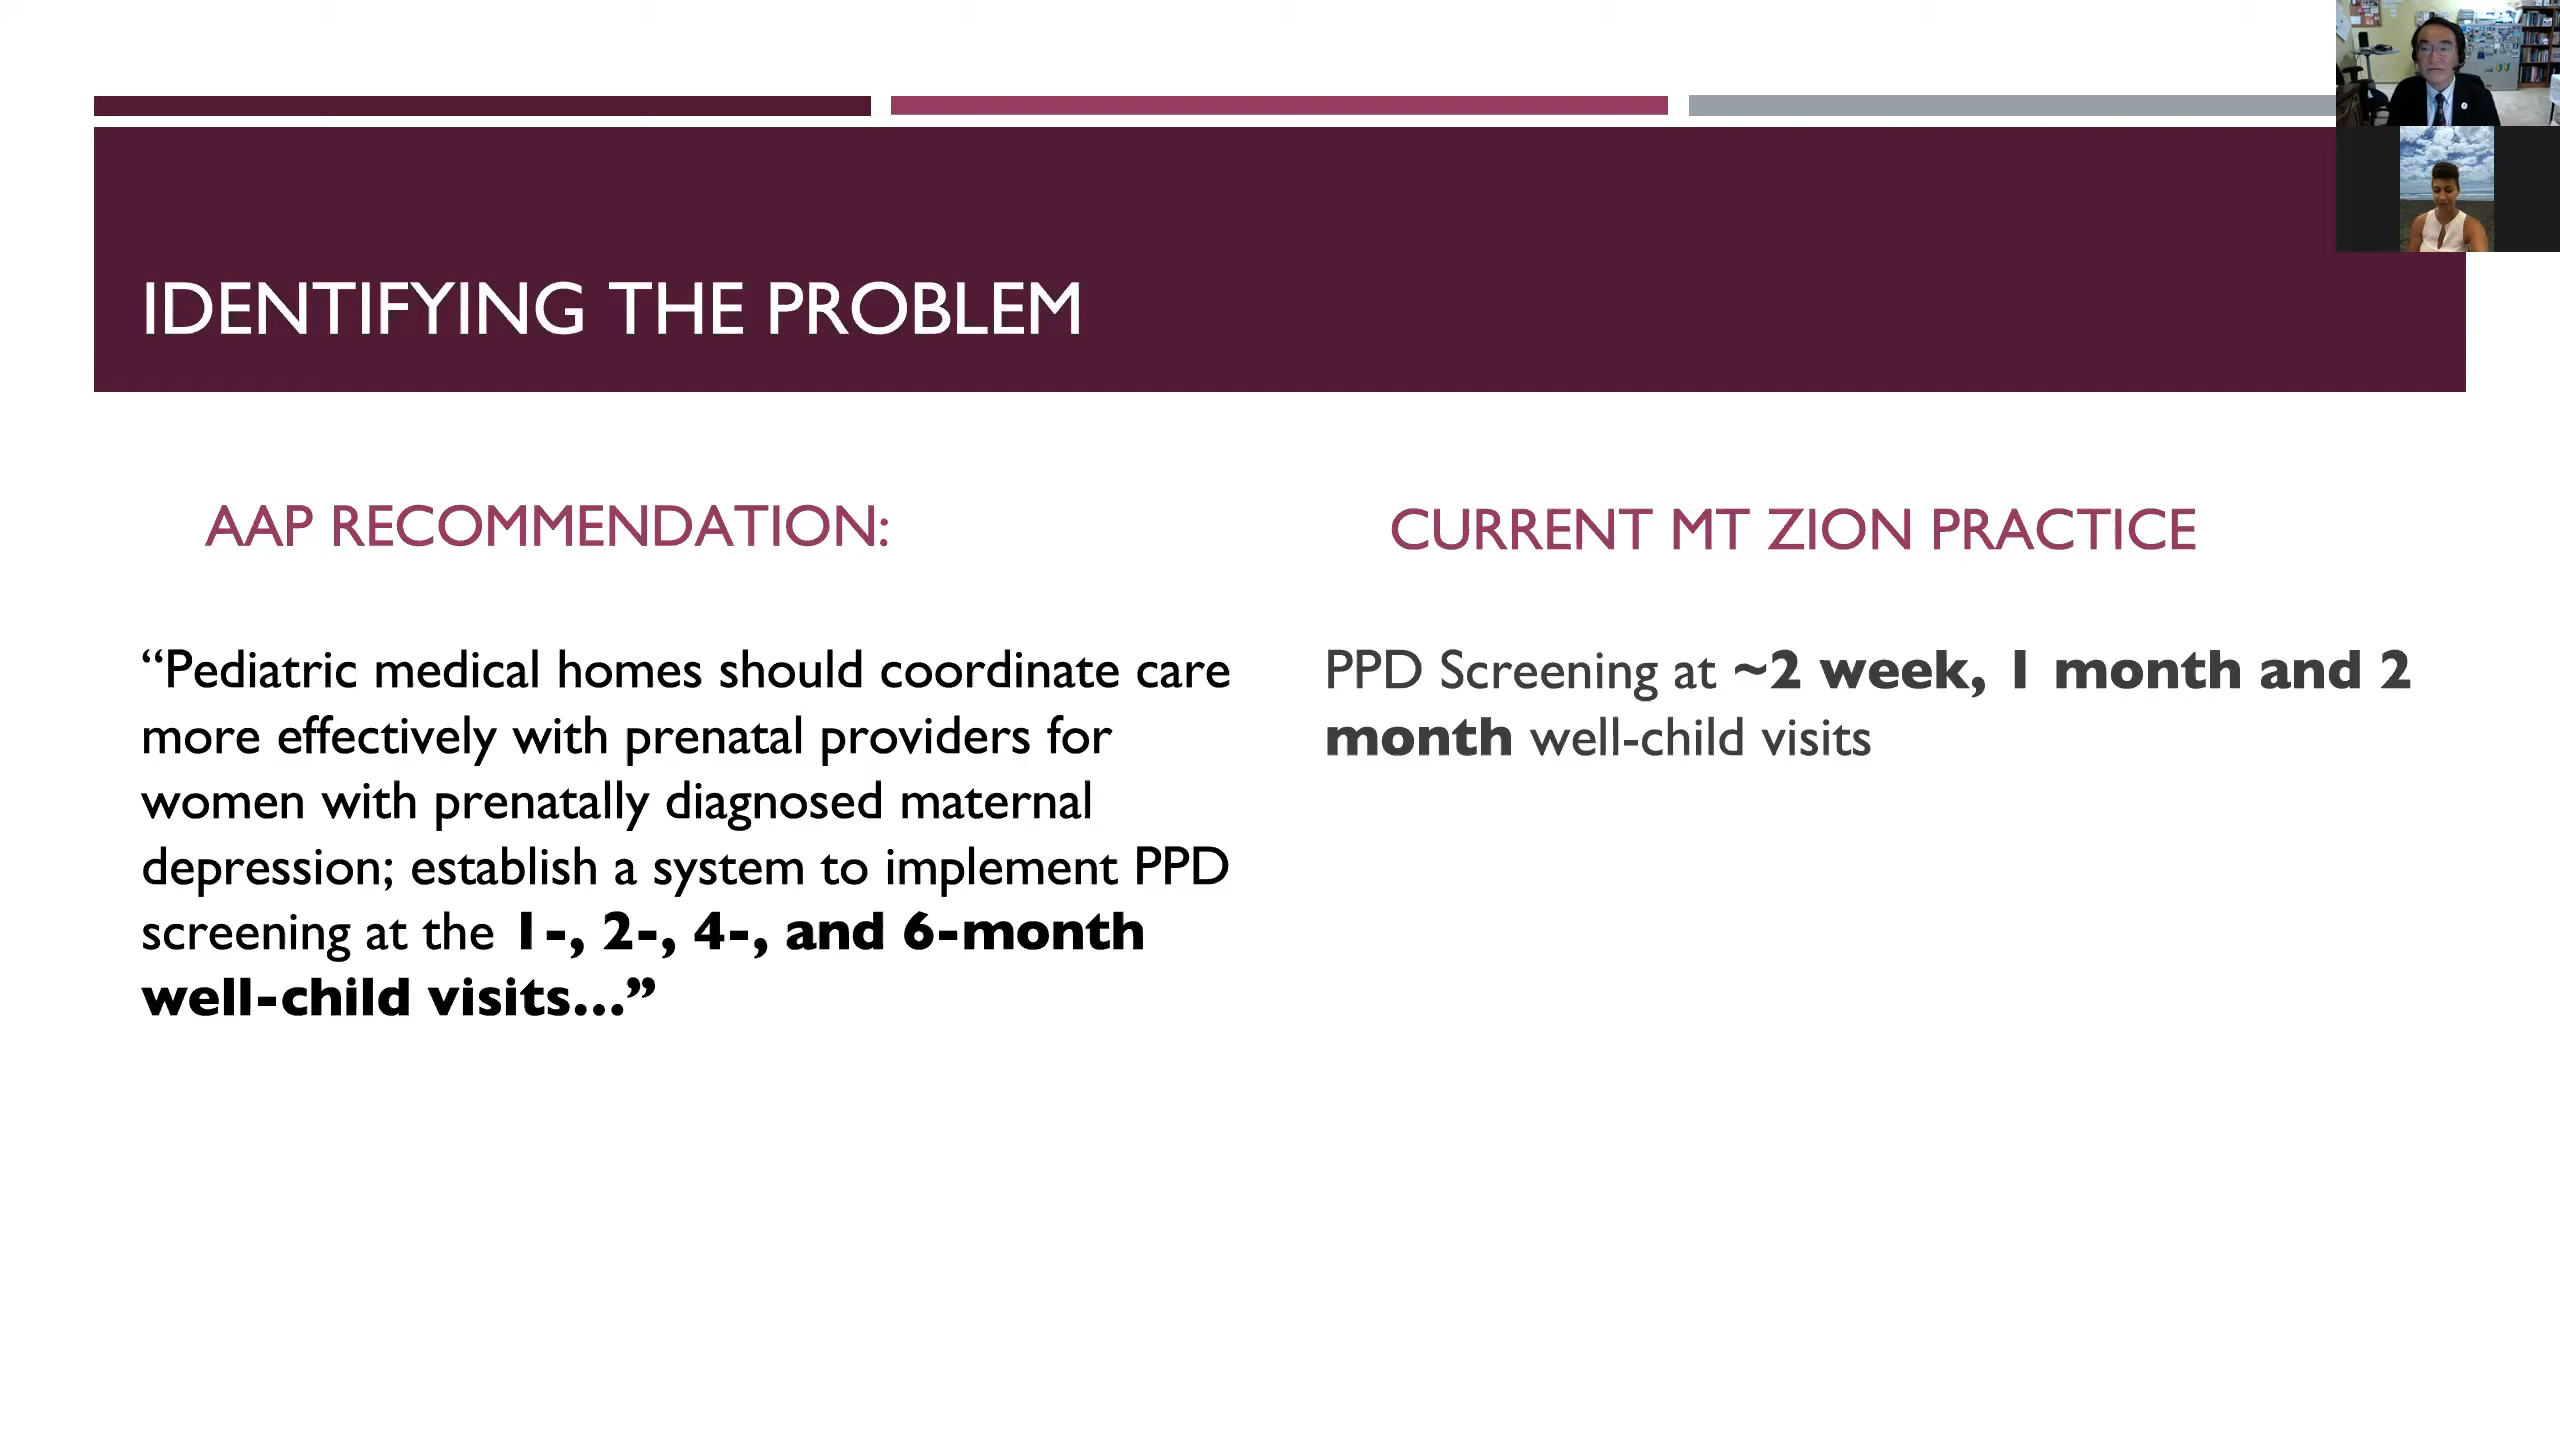 IDENTIFYING THE PROBLEM
AAP RECOMMENDATION:
“Pediatric medical homes should coordinate care
more effectively with prenatal providers for
women with prenatally diagnosed maternal
depression; establish a system to implement PPD
screening at the 1-, 2-, 4-, and 6-month
well-child visits…”
CURRENT MT ZION PRACTICE
PPD Screening at ~2 week, 1 month and 2
month well-child visits